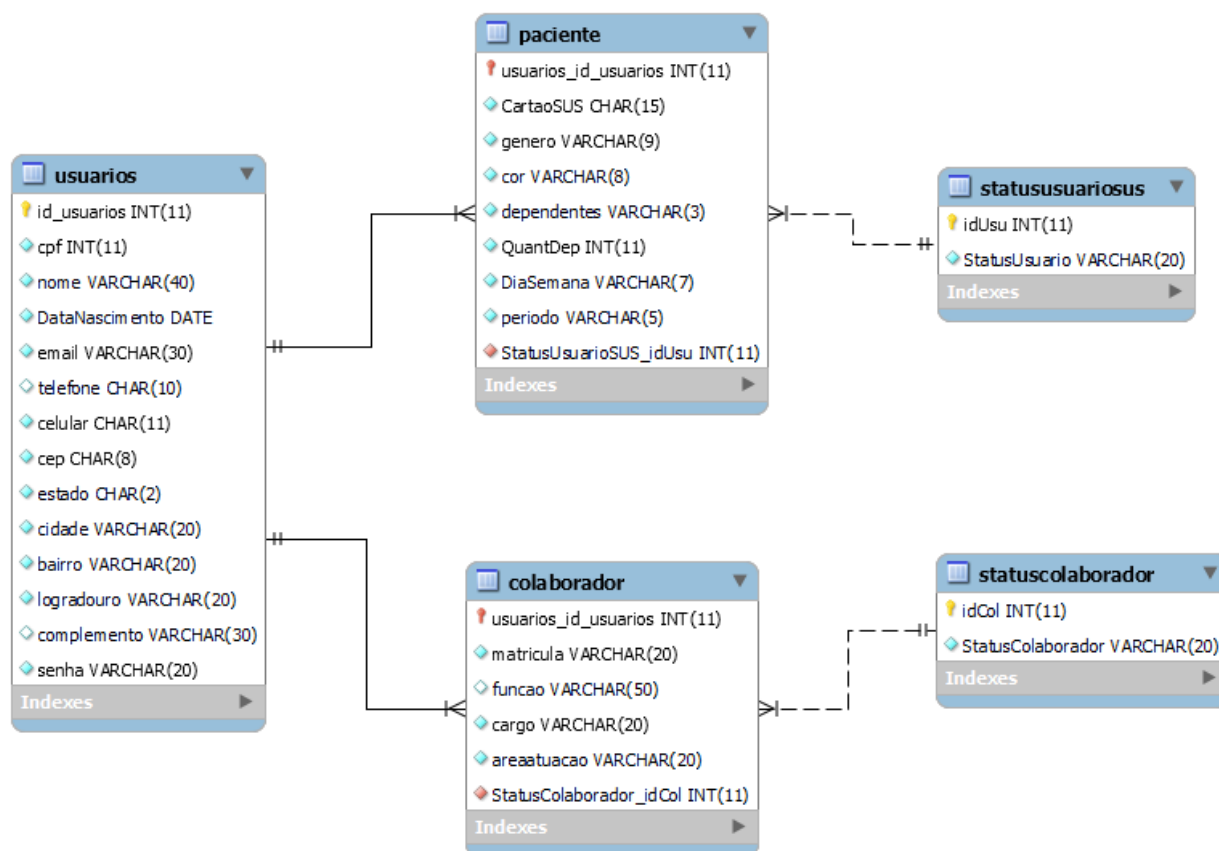 usuarios
id_usuarios INT(11)
cpf INT(11)
nome VARCHAR(40)
DataNascimento DATE
email VARCHAR(30)
telefone CHAR(10)
celular CHAR(11)
cep CHAR(8)
estado CHAR(2)
cidade VARCHAR(20)
bairro VARCHAR(20)
logradouro VARCHAR(20)
complemento VARCHAR(30)
senha VARCHAR(20)
Indexes
paciente
usuarios_id_usuarios INT(11)
CartaoSUS CHAR(15)
genero VARCHAR(9)
cor VARCHAR(8)
dependentes VARCHAR(3)
QuantDep INT(11)
DiaSemana VARCHAR(7)
periodo VARCHAR(5)
StatusUsuarioSUS_idUsu INT(11)
Indexes
statususuariosus
idUsu INT(11)
StatusUsuario VARCHAR(20)
Indexes
colaborador
usuarios_id_usuarios INT(11)
matricula VARCHAR(20)
funcao VARCHAR(50)
cargo VARCHAR(20)
areaatuacao VARCHAR(20)
StatusColaborador_idCol INT(11)
Indexes
statuscolaborador
idCol INT(11)
StatusColaborador VARCHAR(20)
Indexes